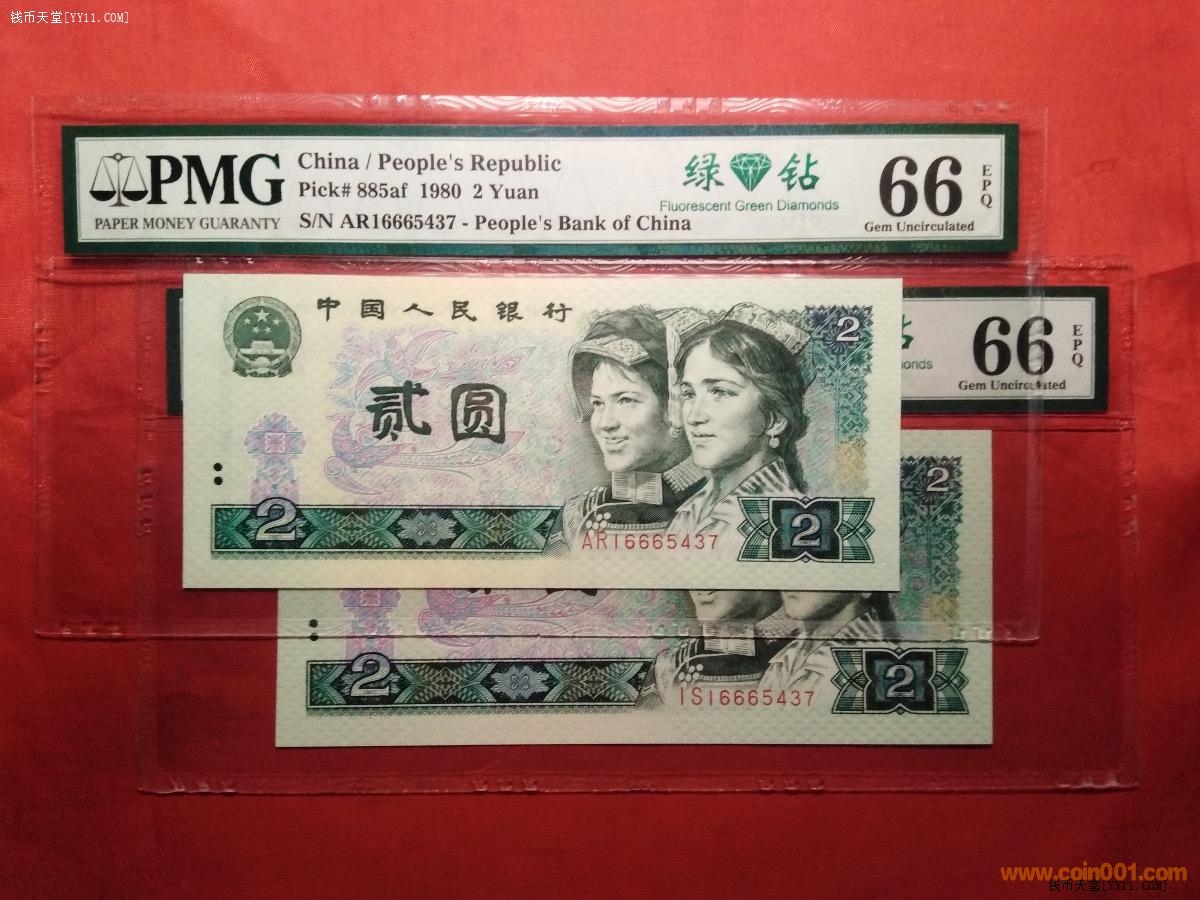 钱币天堂[YY11.COM]
PMG
PAPER MONEY GUARANTY
China / People's Republic
Pick# 885af 1980 2 Yuan
S/N AR16665437 - People's Bank of China
绿 钻
Fluorescent Green Diamonds
66
EPQ
Gem Uncirculated
中国人民银行
2
贰圆
2
2
AR16665437
钻
66
EPQ
Gem Uncirculated
2
2
2
IS16665437
www.coin001.com
钱币天堂[YY11.COM]